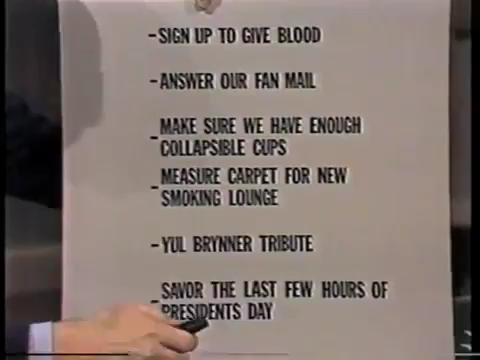 -SIGN UP TO GIVE BLOOD
-ANSWER OUR FAN MAIL
-MAKE SURE WE HAVE ENOUGH
COLLAPSIBLE CUPS
-MEASURE CARPET FOR NEW
SMOKING LOUNGE
-YUL BRYNNER TRIBUTE
-SAVOR THE LAST FEW HOURS OF
PRESIDENTS DAY